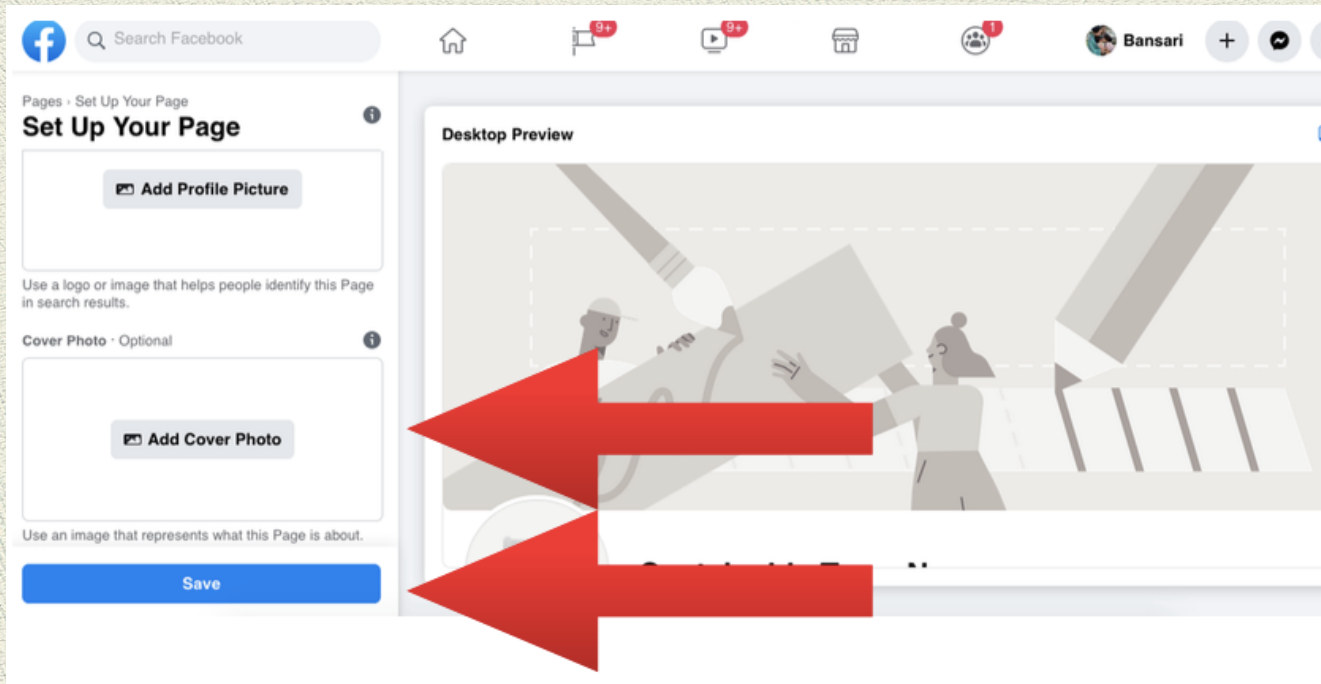 Search Facebook
9+
9+
1
Bansari
Pages › Set Up Your Page
Set Up Your Page
Add Profile Picture
Use a logo or image that helps people identify this Page
in search results.
Cover Photo · Optional
Add Cover Photo
Use an image that represents what this Page is about.
Save
Desktop Preview